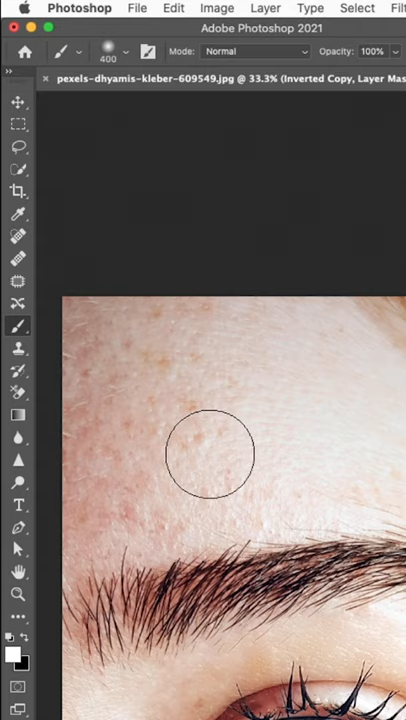 Photoshop File Edit Image Layer Type Select Fi
Adobe Photoshop 2021
400 Mode: Normal Opacity: 100%
× pexels-dhyamis-kleber-609549.jpg @ 33.3% (Inverted Copy, Layer Mas
T